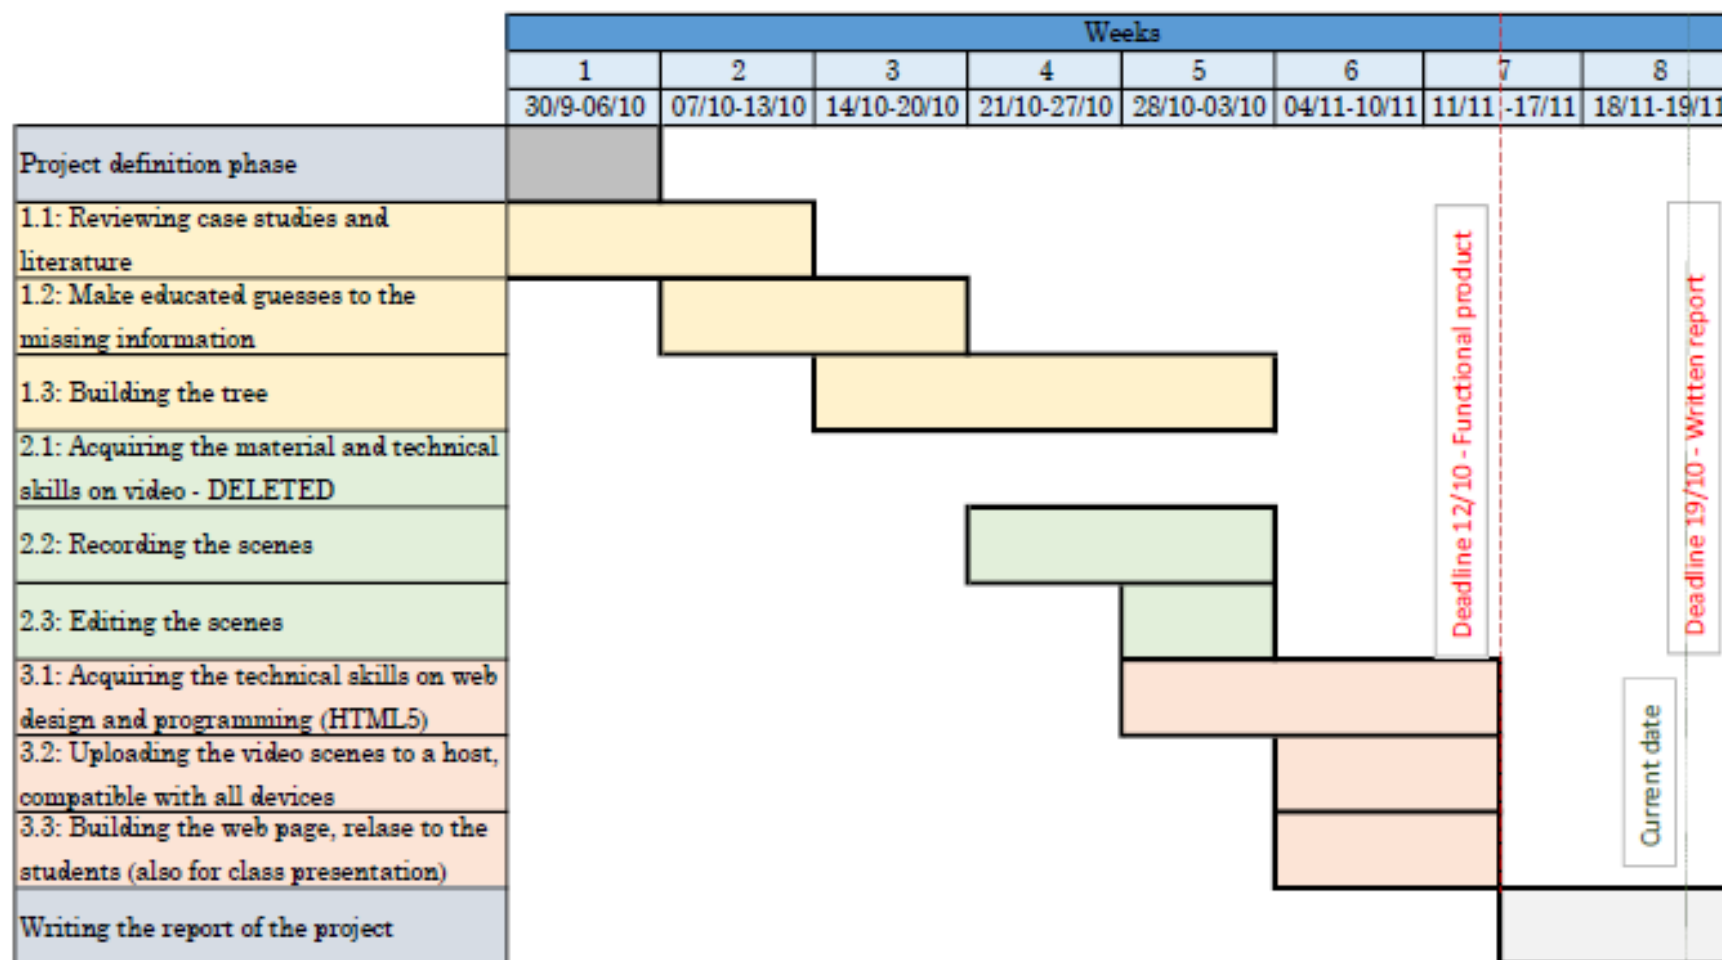 Weeks
1 2 3 4 5 6 7 8
30/9-06/10 07/10-13/10 14/10-20/10 21/10-27/10 28/10-03/10 04/11-10/11 11/11 -17/11 18/11-19/11
Project definition phase
1.1: Reviewing case studies and
literature
1.2: Make educated guesses to the
missing information
1.3: Building the tree
2.1: Acquiring the material and technical
skills on video - DELETED
2.2: Recording the scenes
2.3: Editing the scenes
3.1: Acquiring the technical skills on web
design and programming (HTML5)
3.2: Uploading the video scenes to a host,
compatible with all devices
3.3: Building the web page, relase to the
students (also for class presentation)
Writing the report of the project
Deadline 12/10 - Functional product
Deadline 19/10 - Written report
Current date